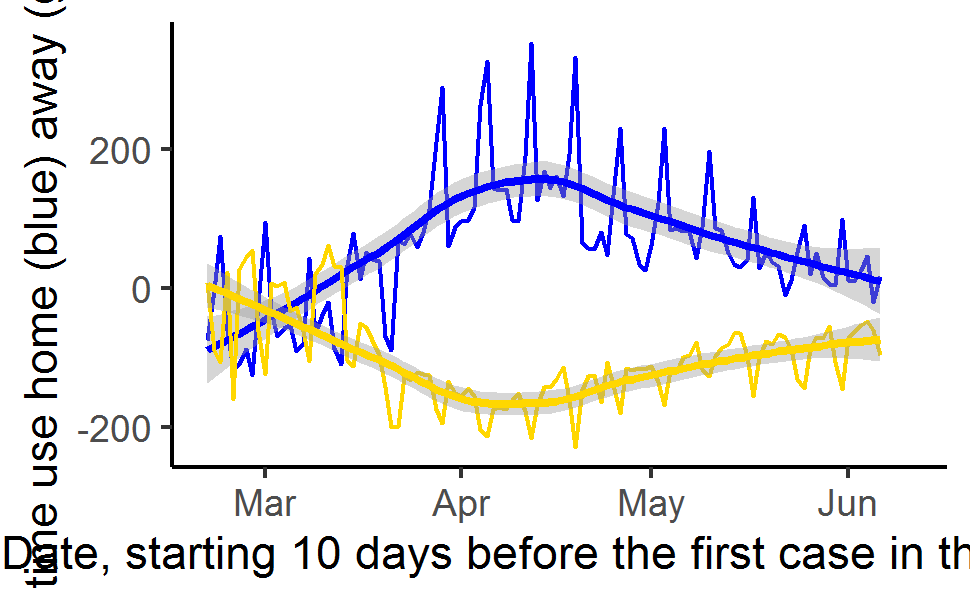 time use home (blue) away (
200
0
-200
Mar Apr May Jun
Date, starting 10 days before the first case in th